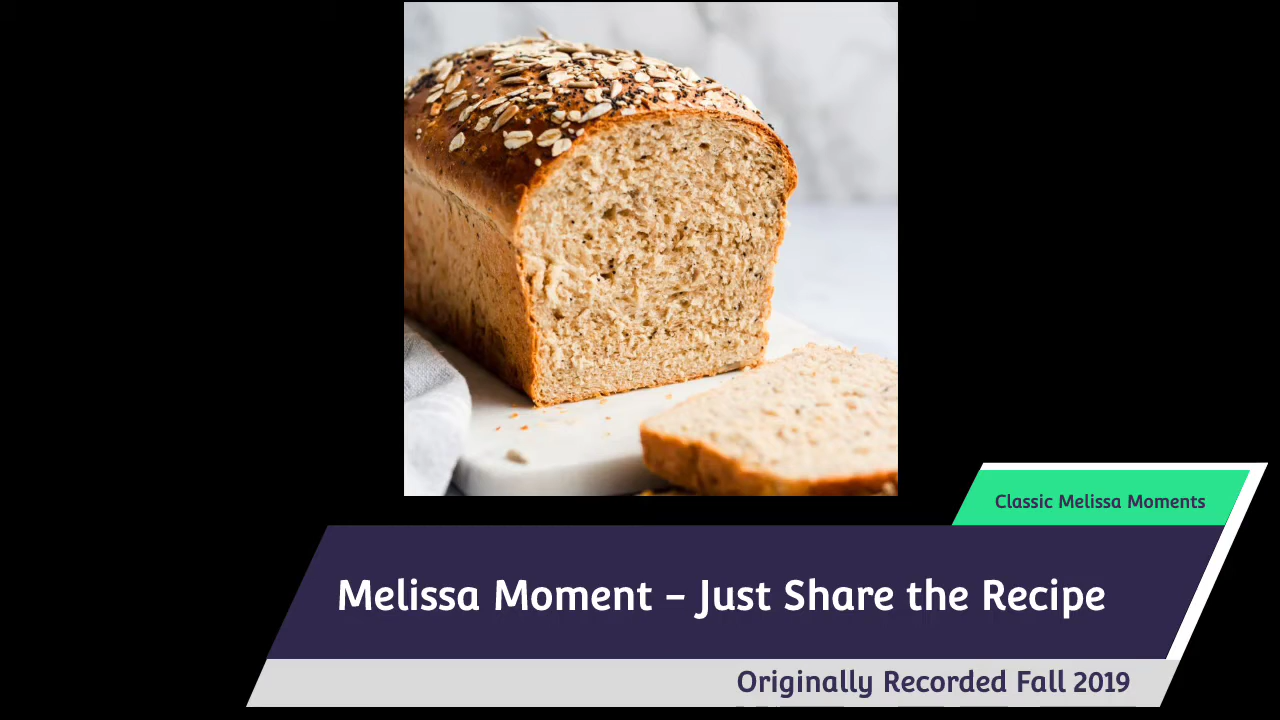 Classic Melissa Moments
Melissa Moment – Just Share the Recipe
Originally Recorded Fall 2019